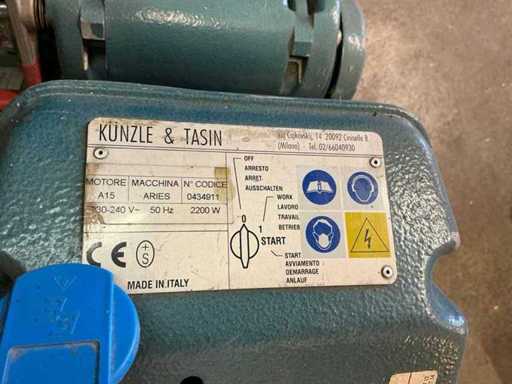 KÜNZLE & TASIN
14 20092 Cinisello B.
(Milano) Tel. 02/66040930
MOTORE MACCHINA N° CODICE
A15 ARIES 0434911
230-240 V~ 50 Hz 2200 W
OFF
ARRESTO
ARRET
AUSSCHALTEN
WORK
LAVORO
TRAVAIL
BETRIEB
0
1
START
START
AVVIAMENTO
DEMARRAGE
ANLAUF
CE
+
S
MADE IN ITALY